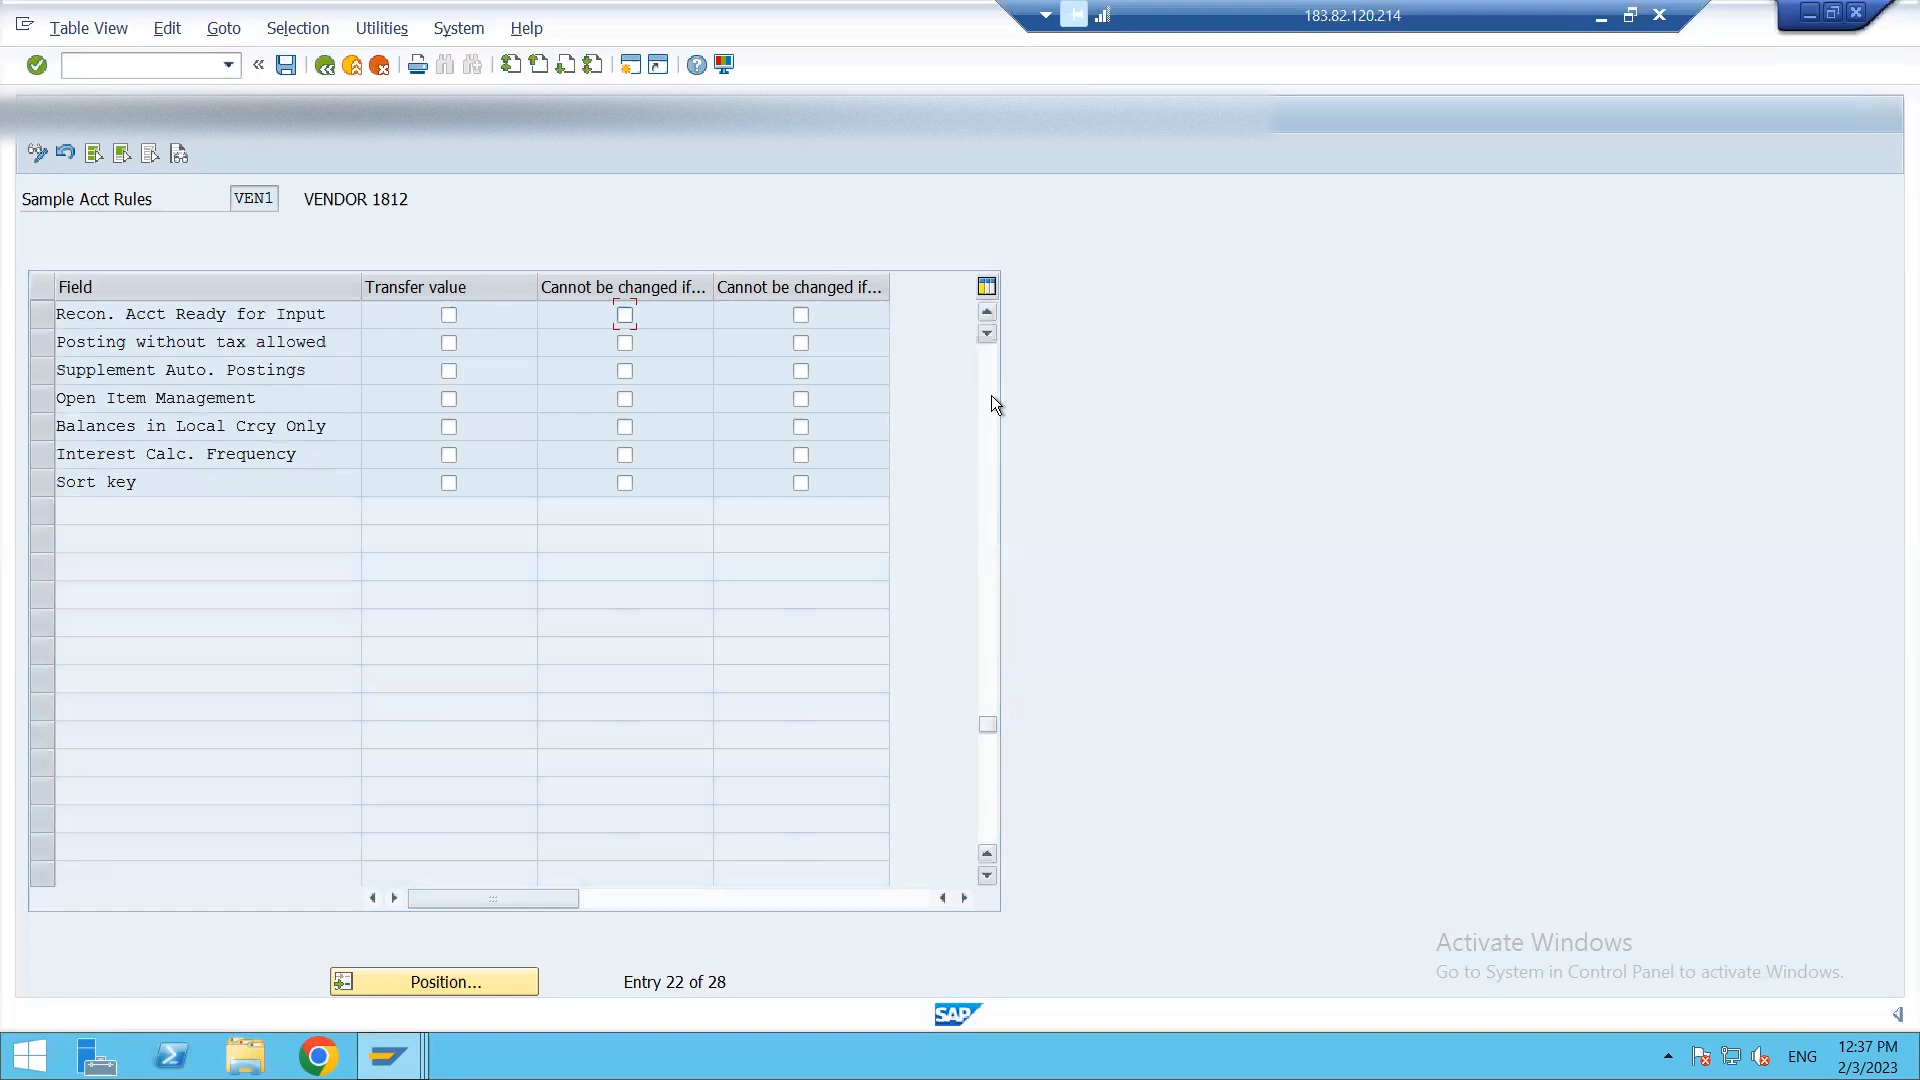 183.82.120.214
Table View Edit Goto Selection Utilities System Help
Sample Acct Rules VEN1 VENDOR 1812
Field Transfer value Cannot be changed if... Cannot be changed if...
Recon. Acct Ready for Input
Posting without tax allowed
Supplement Auto. Postings
Open Item Management
Balances in Local Crcy Only
Interest Calc. Frequency
Sort key
Activate Windows
Go to System in Control Panel to activate Windows.
Position... Entry 22 of 28
SAP
ENG
12:37 PM
2/3/2023